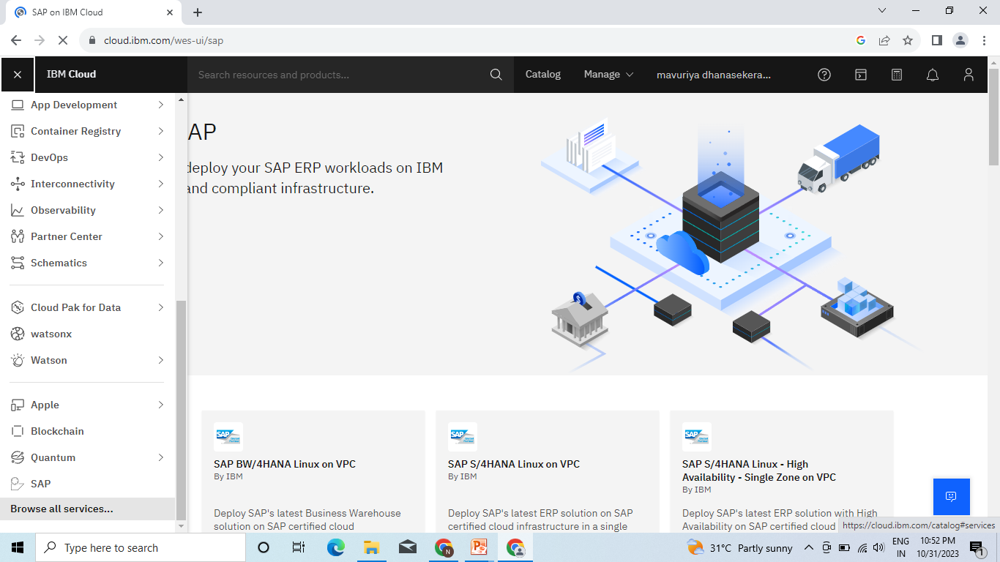 SAP on IBM Cloud
cloud.ibm.com/wes-ui/sap
IBM Cloud
Search resources and products...
Catalog
Manage
mavuriya dhanasekera...
App Development
Container Registry
DevOps
Interconnectivity
Observability
Partner Center
Schematics
Cloud Pak for Data
watsonx
Watson
Apple
Blockchain
Quantum
SAP
Browse all services...
AP
deploy your SAP ERP workloads on IBM
and compliant infrastructure.
SAP
SAP BW/4HANA Linux on VPC
By IBM
Deploy SAP's latest Business Warehouse
solution on SAP certified cloud
SAP
SAP S/4HANA Linux on VPC
By IBM
Deploy SAP's latest ERP solution on SAP
certified cloud infrastructure in a single
SAP
SAP S/4HANA Linux - High
Availability - Single Zone on VPC
By IBM
Deploy SAP's latest ERP solution with High
Availability on SAP certified cloud
https://cloud.ibm.com/catalog#services
Type here to search
N
P
31°C Partly sunny
ENG
IN
10:52 PM
10/31/2023
1